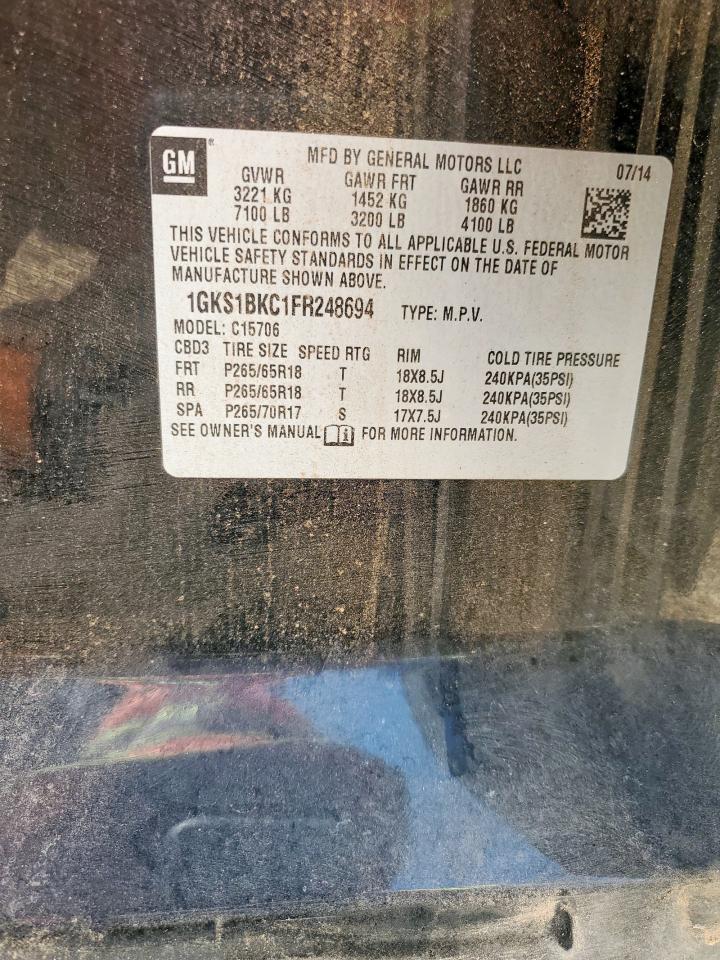 GM ®
MFD BY GENERAL MOTORS LLC 07/14
GVWR GAWR FRT GAWR RR
3221 KG 1452 KG 1860 KG
7100 LB 3200 LB 4100 LB
THIS VEHICLE CONFORMS TO ALL APPLICABLE U.S. FEDERAL MOTOR
VEHICLE SAFETY STANDARDS IN EFFECT ON THE DATE OF
MANUFACTURE SHOWN ABOVE.
1GKS1BKC1FR248694 TYPE: M.P.V.
MODEL: C15706
CBD3 TIRE SIZE SPEED RTG RIM COLD TIRE PRESSURE
FRT P265/65R18 T 18X8.5J 240KPA(35PSI)
RR P265/65R18 T 18X8.5J 240KPA(35PSI)
SPA P265/70R17 S 17X7.5J 240KPA(35PSI)
SEE OWNER'S MANUAL FOR MORE INFORMATION.